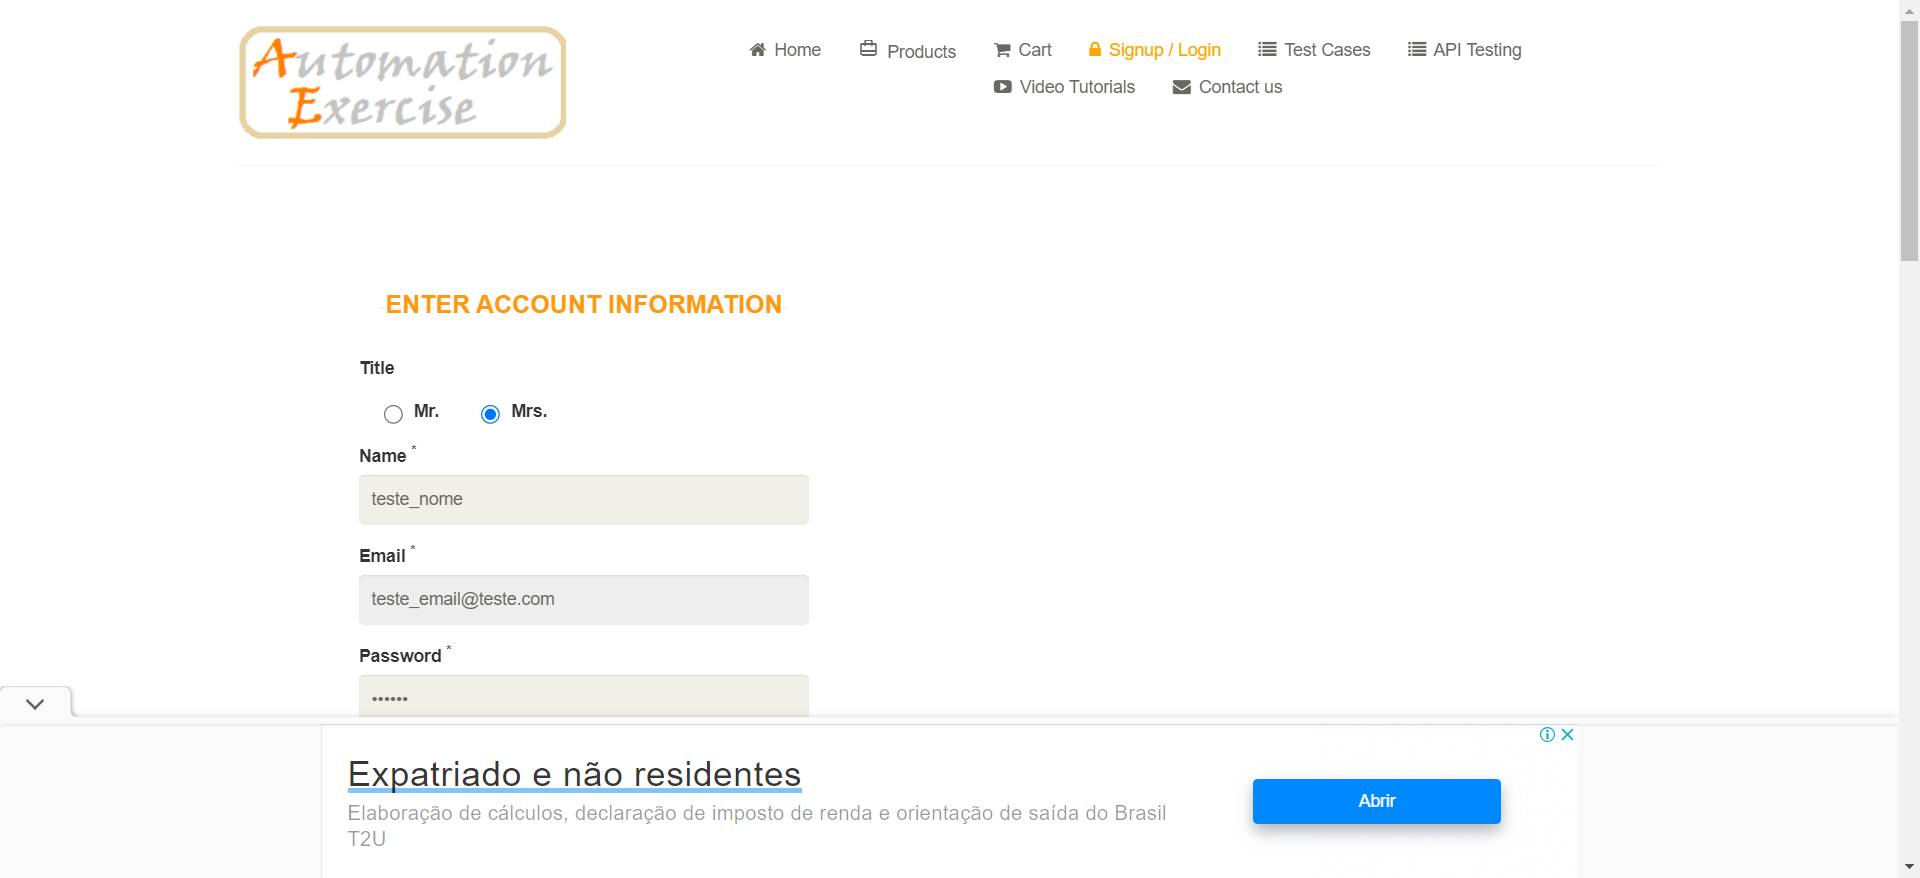 Automation
Exercise
Home
Products
Cart
Signup / Login
Test Cases
API Testing
Video Tutorials
Contact us
ENTER ACCOUNT INFORMATION
Title
Mr.
Mrs.
Name *
teste_nome
Email *
teste_email@teste.com
Password *
••••••
Expatriado e não residentes
Elaboração de cálculos, declaração de imposto de renda e orientação de saída do Brasil
T2U
Abrir